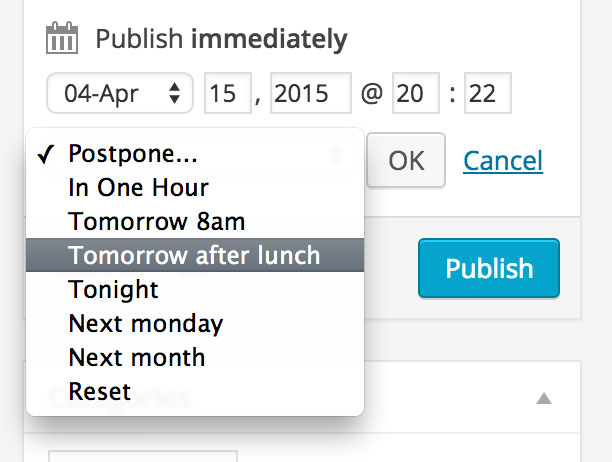 Publish immediately
04-Apr 15, 2015 @ 20 : 22
✓ Postpone...
OK Cancel
In One Hour
Tomorrow 8am
Tomorrow after lunch
Publish
Tonight
Next monday
Next month
Reset
Categories